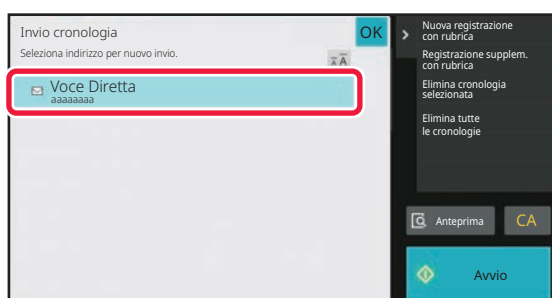 Invio cronologia
OK
Seleziona indirizzo per nuovo invio.
Voce Diretta
aaaaaaaa
Nuova registrazione
con rubrica
Registrazione supplem.
con rubrica
Elimina cronologia
selezionata
Elimina tutte
le cronologie
Anteprima
CA
Avvio